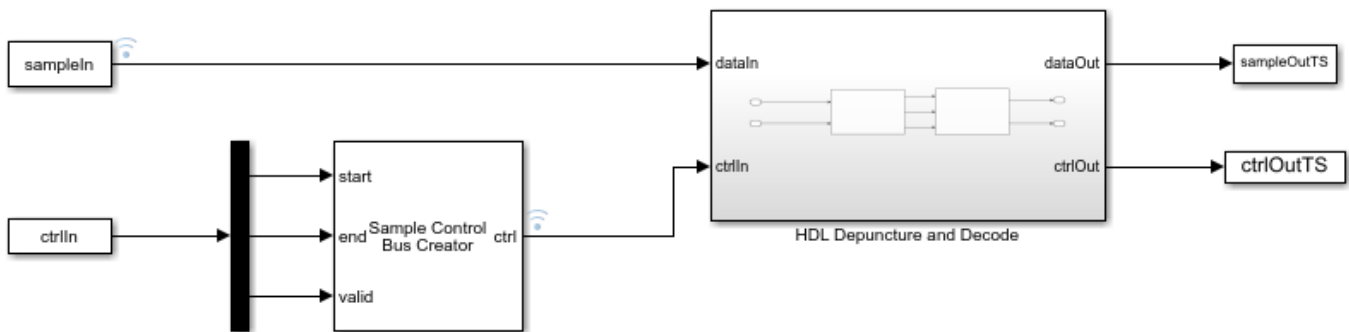 sampleIn
dataIn
dataOut
sampleOutTS
ctrlIn
start
end
valid
Sample Control
Bus Creator
ctrl
ctrlIn
ctrlOut
ctrlOutTS
HDL Depuncture and Decode